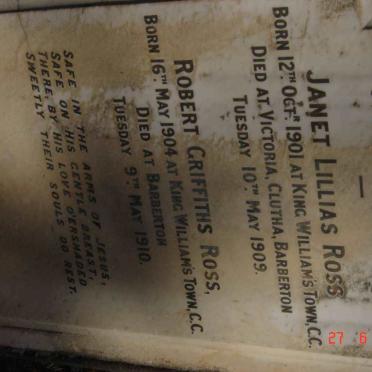 JANET LILLIAS ROSS
BORN 12TH OCTR 1901 AT KING WILLIAM'S TOWN, C.C.
DIED AT VICTORIA, CLUTHA, BARBERTON
TUESDAY 10TH MAY 1909.
ROBERT GRIFFITHS ROSS,
BORN 16TH MAY 1904 AT KING WILLIAM'S TOWN, C.C.
DIED AT BARBERTON
TUESDAY 9TH MAY 1910.
SAFE IN THE ARMS OF JESUS,
SAFE ON HIS GENTLE BREAST,
THERE, BY HIS LOVE O'ERSHADED
SWEETLY THEIR SOULS DO REST.
27 6